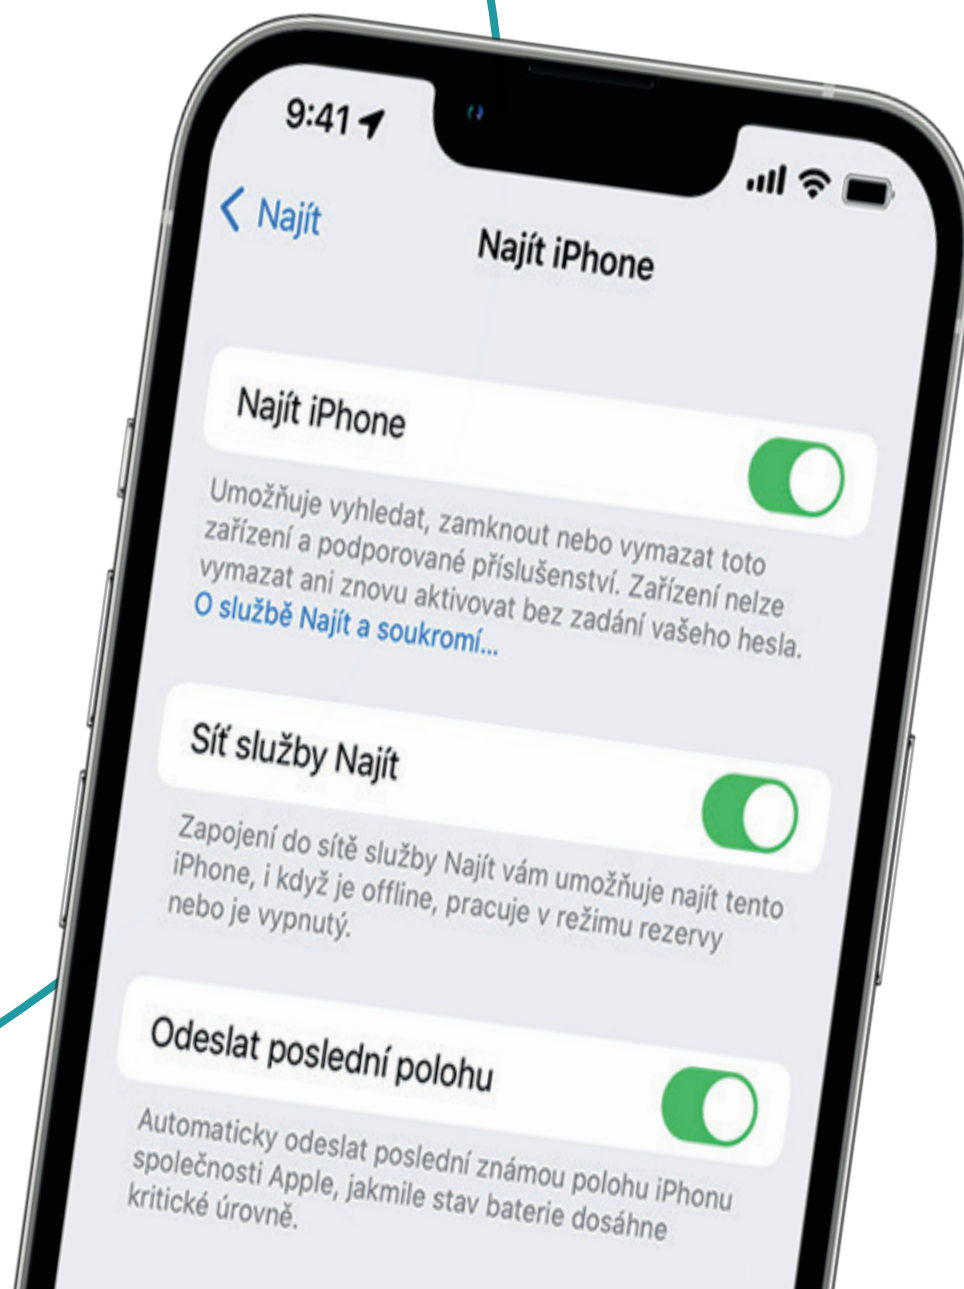 9:41
Najít
Najít iPhone
Najít iPhone
Umožňuje vyhledat, zamknout nebo vymazat toto
zařízení a podporované příslušenství. Zařízení nelze
vymazat ani znovu aktivovat bez zadání vašeho hesla.
O službě Najít a soukromí...
Síť služby Najít
Zapojení do sítě služby Najít vám umožňuje najít tento
iPhone, i když je offline, pracuje v režimu rezervy
nebo je vypnutý.
Odeslat poslední polohu
Automaticky odeslat poslední známou polohu iPhonu
společnosti Apple, jakmile stav baterie dosáhne
kritické úrovně.